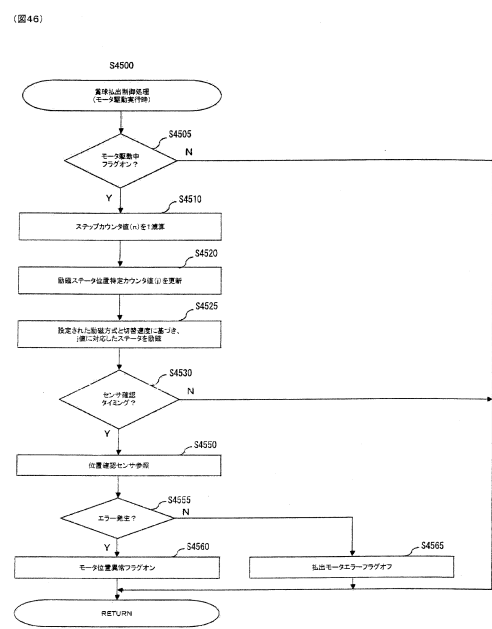 (図46)
S4500
賞球払出制御処理
(モータ駆動実行時)
S4505
モータ駆動中
フラグオン?
N
Y
S4510
ステップカウンタ値(n)を1減算
S4520
励磁ステータ位置特定カウンタ値(j)を更新
S4525
設定された励磁方式と切替速度に基づき、
j値に対応したステータを励磁
S4530
センサ確認
タイミング?
N
Y
S4550
位置確認センサ参照
S4555
エラー発生?
N
Y
S4560
モータ位置異常フラグオン
S4565
払出モータエラーフラグオフ
RETURN